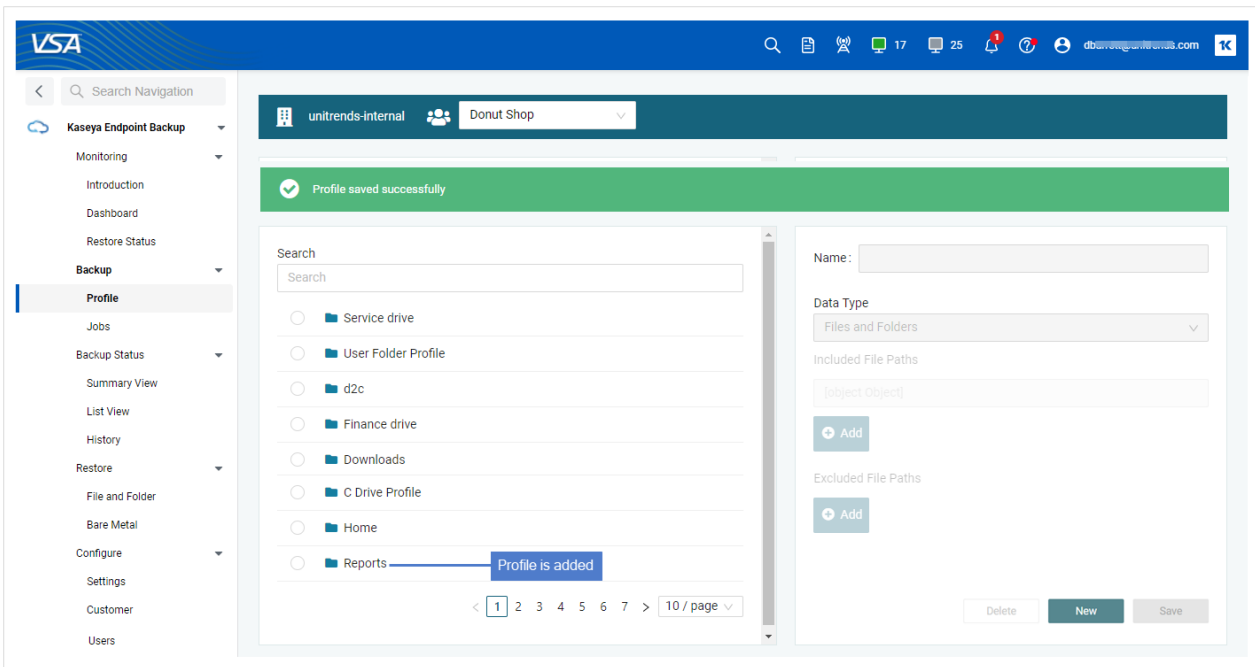 VSA
17
25
1
Search Navigation
Kaseya Endpoint Backup
Monitoring
Introduction
Dashboard
Restore Status
Backup
Profile
Jobs
Backup Status
Summary View
List View
History
Restore
File and Folder
Bare Metal
Configure
Settings
Customer
Users
unitrends-internal Donut Shop
Profile saved successfully
Search
Search
Service drive
User Folder Profile
d2c
Finance drive
Downloads
C Drive Profile
Home
Reports
Profile is added
< 1 2 3 4 5 6 7 > 10 / page
Name :
Data Type
Files and Folders
Included File Paths
[object Object]
Add
Excluded File Paths
Add
Delete New Save